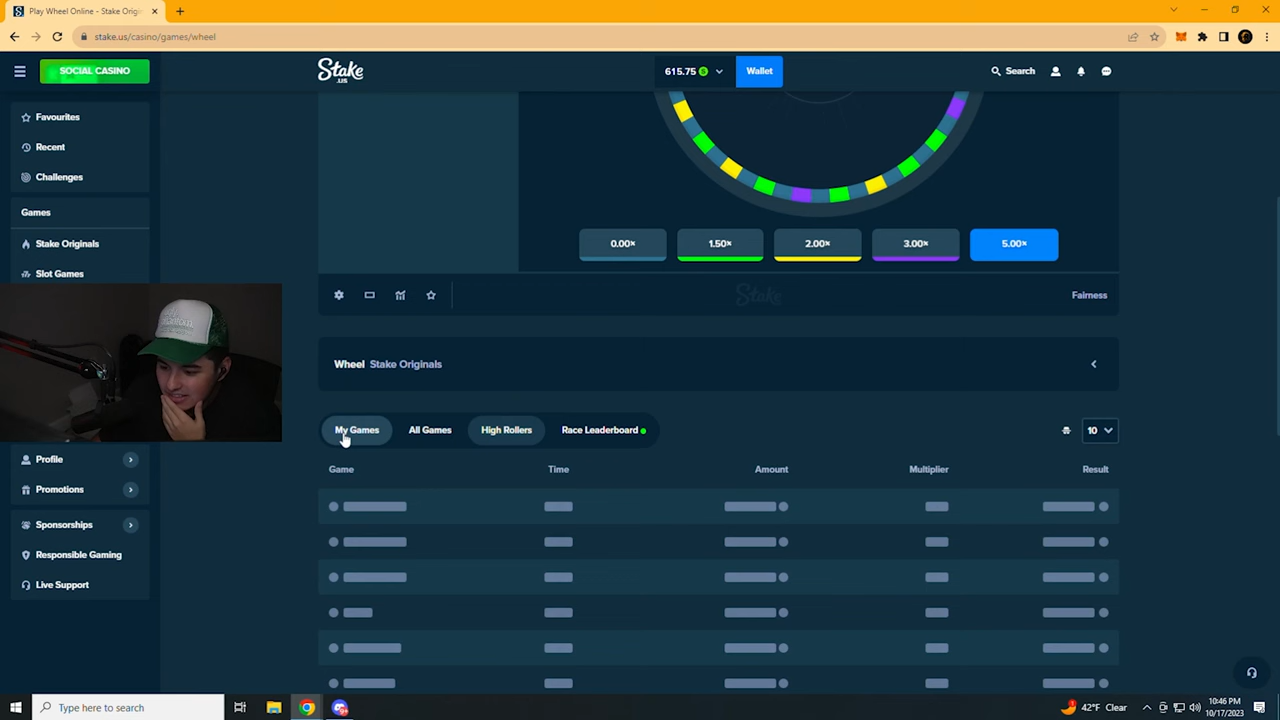 Play Wheel Online - Stake Origin
stake.us/casino/games/wheel
SOCIAL CASINO
Stake
.US
615.75
Wallet
Search
Favourites
Recent
Challenges
Games
Stake Originals
Slot Games
0.00×
1.50×
2.00×
3.00×
5.00×
Stake
Fairness
Wheel Stake Originals
My Games
All Games
High Rollers
Race Leaderboard
10
Game
Time
Amount
Multiplier
Result
Profile
Promotions
Sponsorships
Responsible Gaming
Live Support
Type here to search
42°F Clear
10:46 PM
10/17/2023